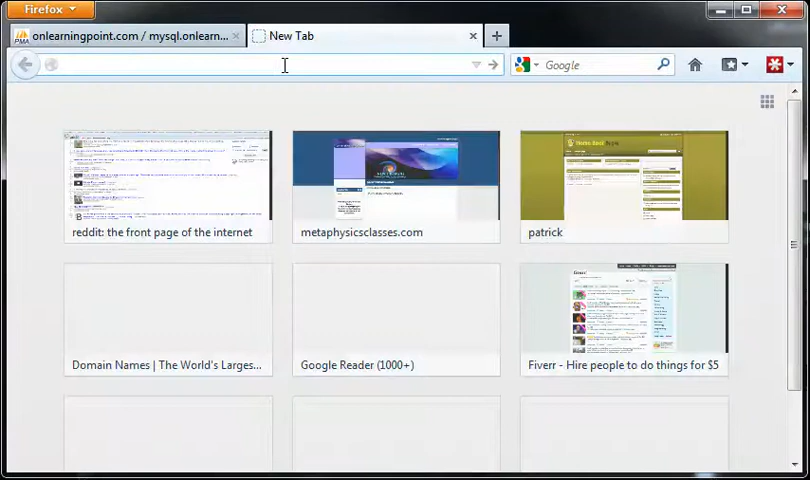 Firefox
onlearningpoint.com / mysql.onlearn...
New Tab
Google
reddit: the front page of the internet
metaphysicsclasses.com
patrick
Domain Names | The World's Larges...
Google Reader (1000+)
Fiverr - Hire people to do things for $5